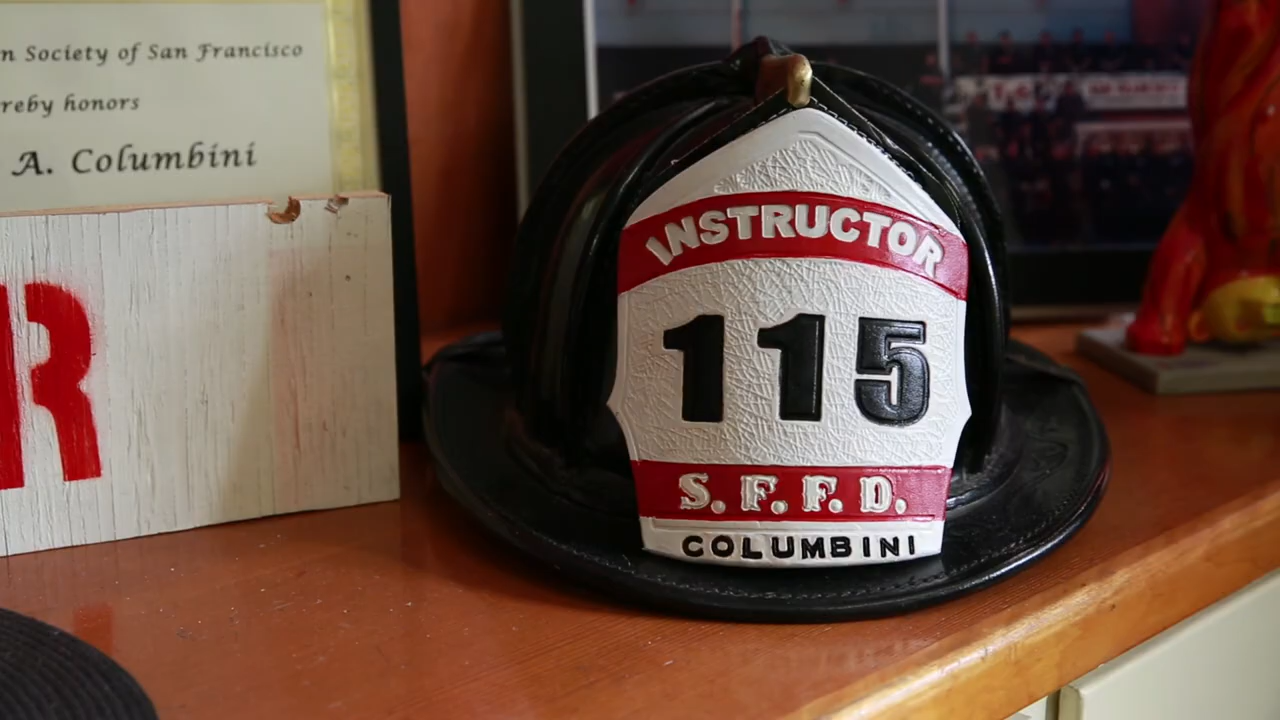 n Society of San Francisco
reby honors
A. Columbini
R
INSTRUCTOR
115
S.F.F.D.
COLUMBINI